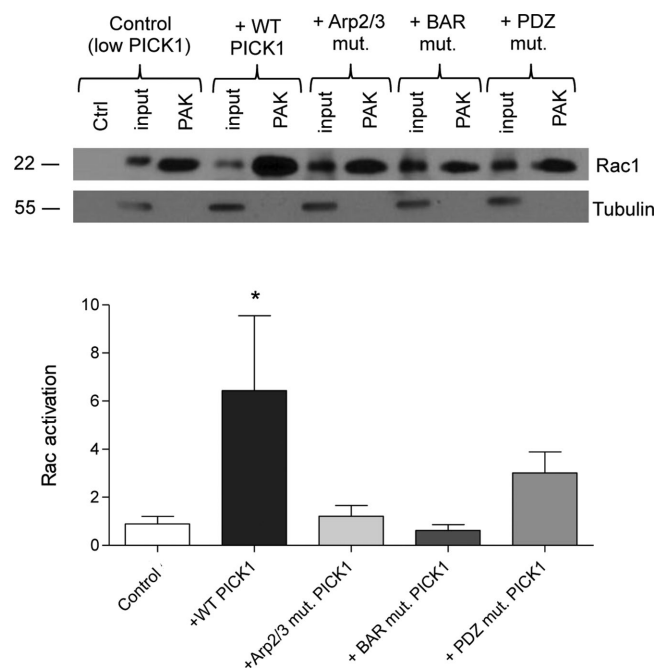 Control
(low PICK1)
+ WT
PICK1
+ Arp2/3
mut.
+ BAR
mut.
+ PDZ
mut.
Ctrl
input
PAK
input
PAK
input
PAK
input
PAK
input
PAK
22
Rac1
55
Tubulin
Rac activation
10
8
6
4
2
0
*
Control
+WT PICK1
+Arp2/3 mut. PICK1
+ BAR mut. PICK1
+ PDZ mut. PICK1